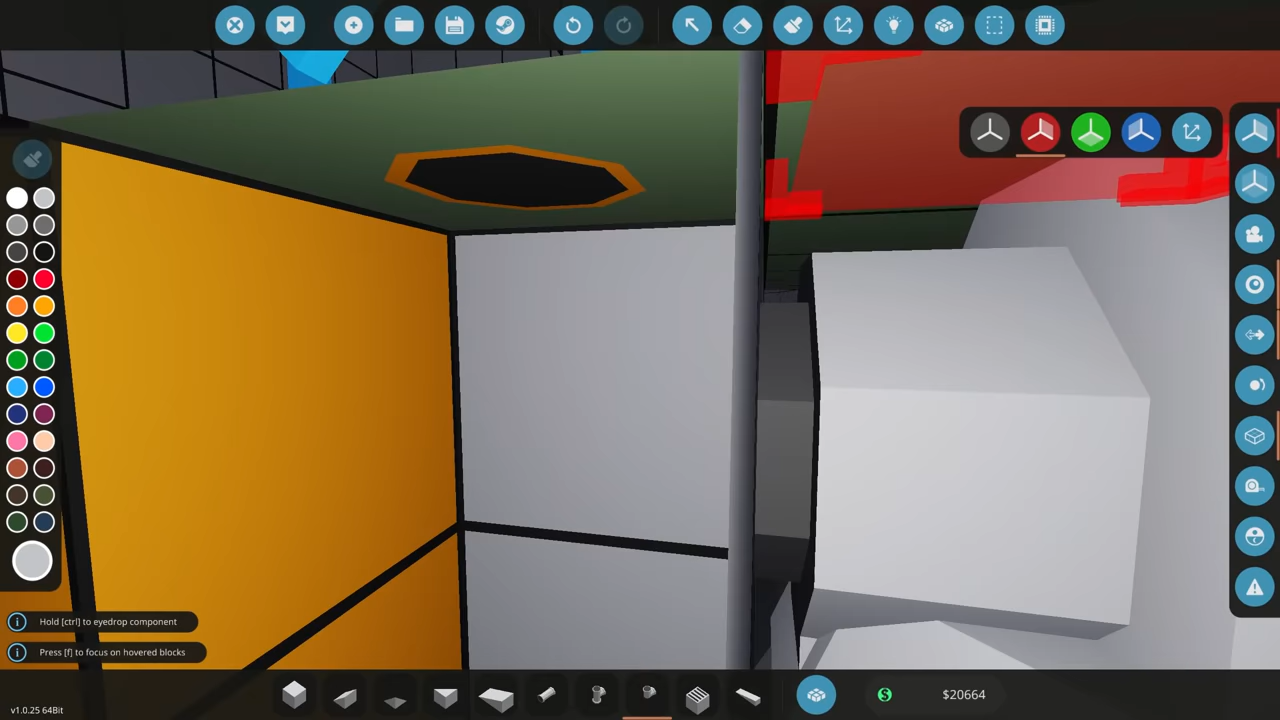 Hold [ctrl] to eyedrop component
Press [f] to focus on hovered blocks
v1.0.25 64Bit
$
$20664